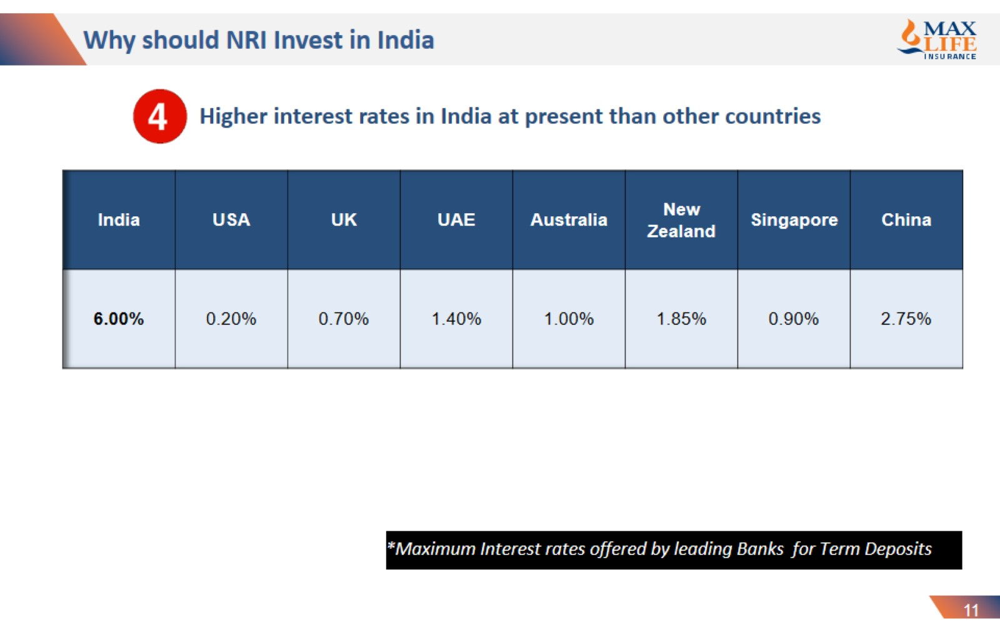 Why should NRI Invest in India
MAX
LIFE
INSURANCE
4 Higher interest rates in India at present than other countries
India USA UK UAE Australia New Zealand Singapore China
6.00% 0.20% 0.70% 1.40% 1.00% 1.85% 0.90% 2.75%
*Maximum Interest rates offered by leading Banks for Term Deposits
11